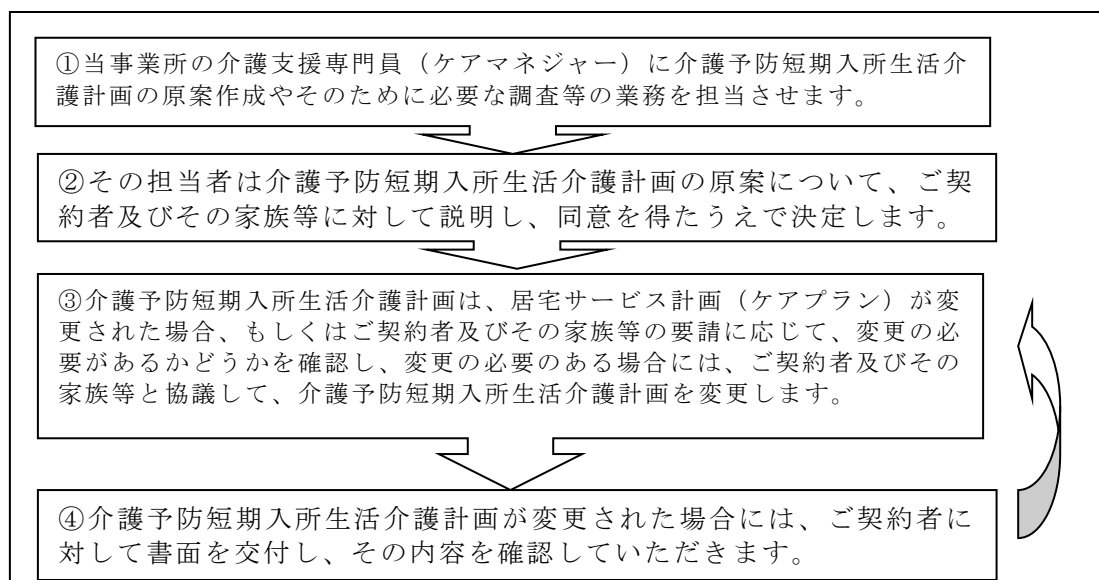 ①当事業所の介護支援専門員（ケアマネジャー）に介護予防短期入所生活介
護計画の原案作成やそのために必要な調査等の業務を担当させます。
②その担当者は介護予防短期入所生活介護計画の原案について、ご契
約者及びその家族等に対して説明し、同意を得たうえで決定します。
③介護予防短期入所生活介護計画は、居宅サービス計画（ケアプラン）が変
更された場合、もしくはご契約者及びその家族等の要請に応じて、変更の必
要があるかどうかを確認し、変更の必要のある場合には、ご契約者及びその
家族等と協議して、介護予防短期入所生活介護計画を変更します。
④介護予防短期入所生活介護計画が変更された場合には、ご契約者に
対して書面を交付し、その内容を確認していただきます。